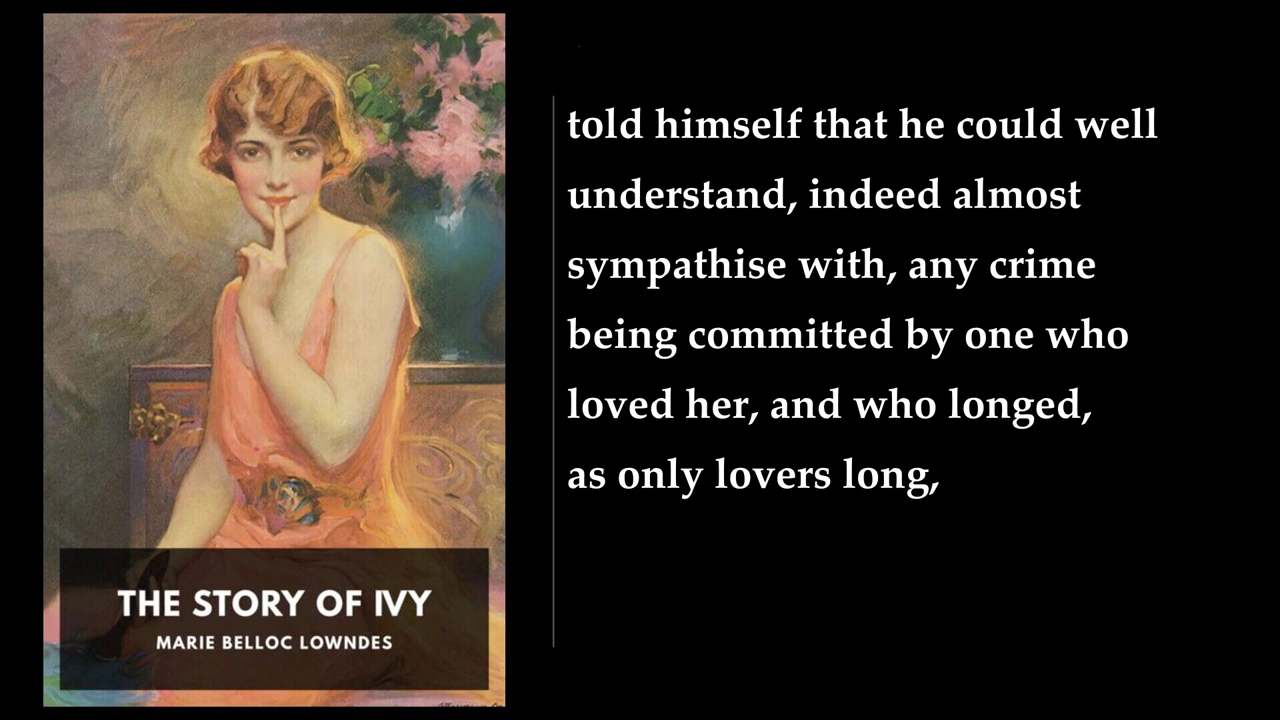 THE STORY OF IVY
MARIE BELLOC LOWNDES
told himself that he could well
understand, indeed almost
sympathise with, any crime
being committed by one who
loved her, and who longed,
as only lovers long,